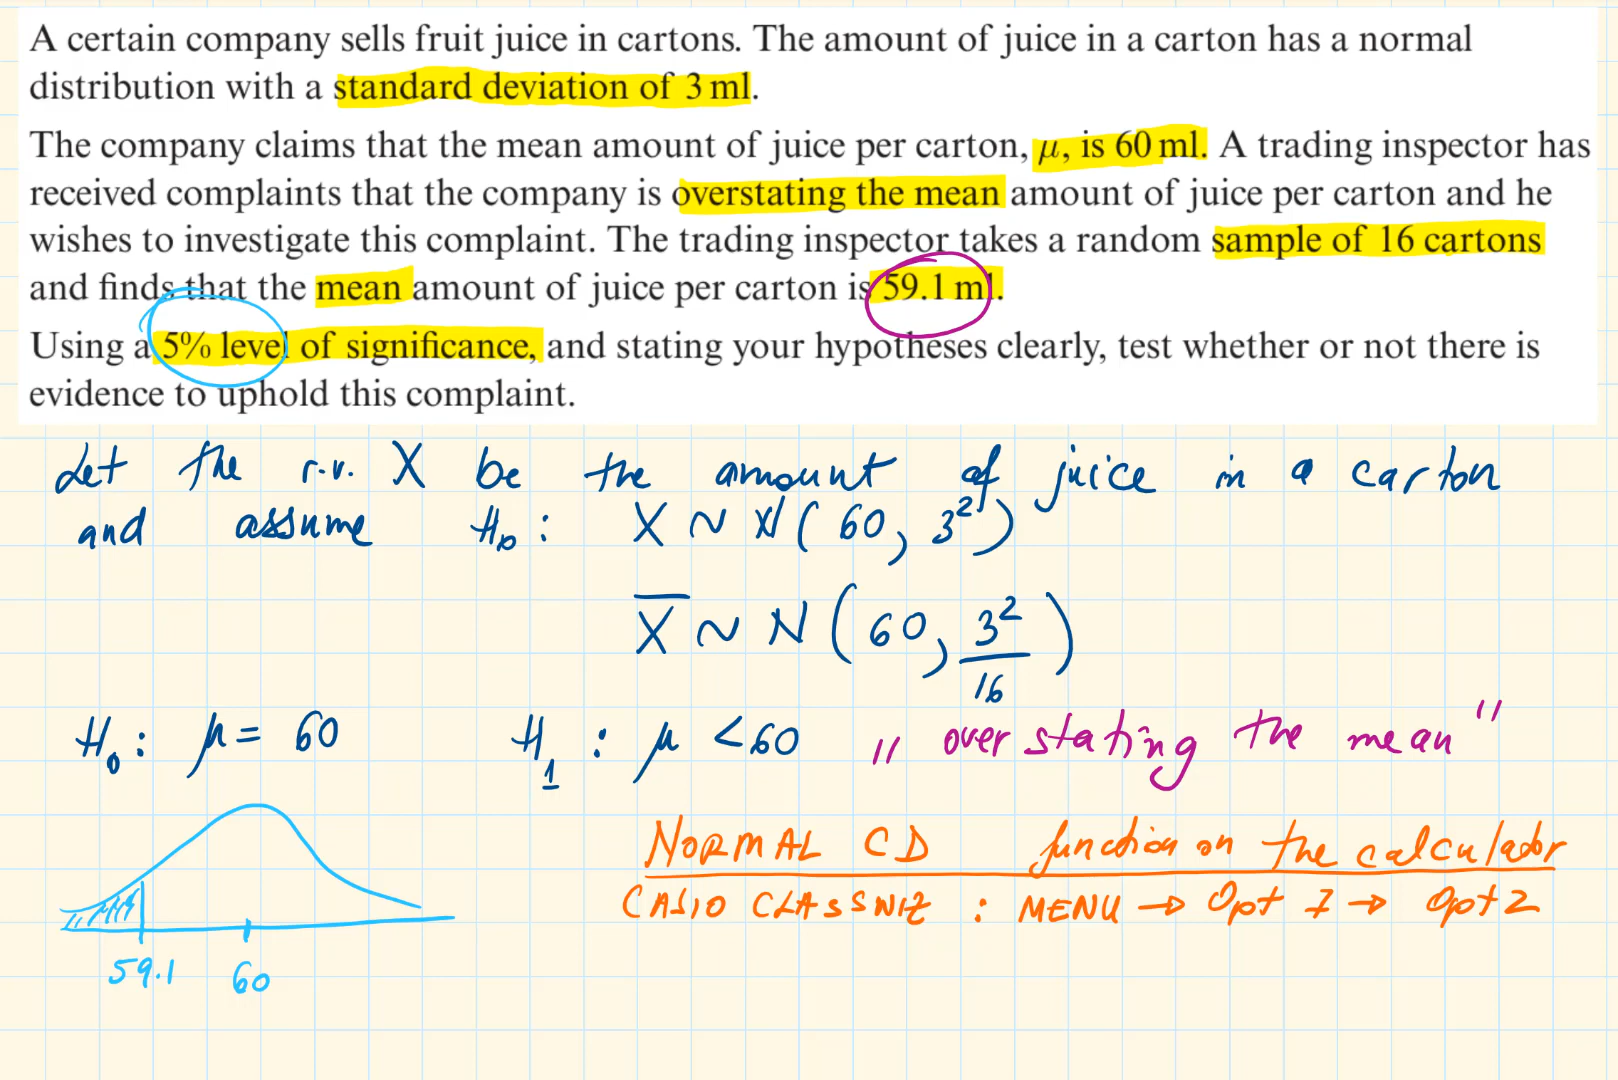 A certain company sells fruit juice in cartons. The amount of juice in a carton has a normal
distribution with a standard deviation of 3 ml.
The company claims that the mean amount of juice per carton, μ, is 60 ml. A trading inspector has
received complaints that the company is overstating the mean amount of juice per carton and he
wishes to investigate this complaint. The trading inspector takes a random sample of 16 cartons
and finds that the mean amount of juice per carton is 59.1 ml.
Using a 5% level of significance, and stating your hypotheses clearly, test whether or not there is
evidence to uphold this complaint.
Let the r.v. X be the amount of juice in a carton
and assume H₀ : X ~ N ( 60, 3²)
X̄ ~ N ( 60, 3²/16 )
H₀ : μ = 60 H₁ : μ < 60 " overstating the mean "
NORMAL CD function on the calculator
CASIO CLASSWIZ : MENU → Opt 7 → Opt 2
59.1 60